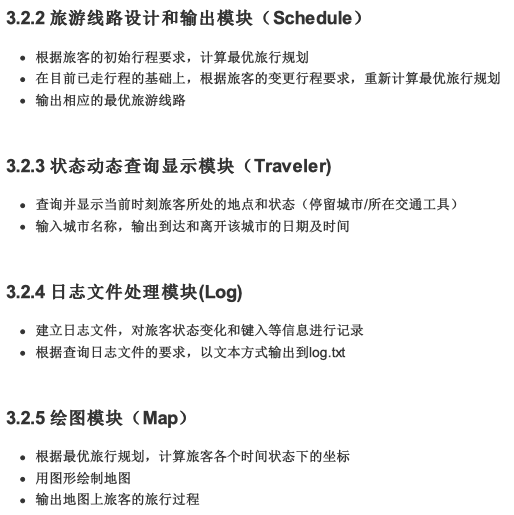 3.2.2 旅游线路设计和输出模块（Schedule）
• 根据旅客的初始行程要求，计算最优旅行规划
• 在目前已走行程的基础上，根据旅客的变更行程要求，重新计算最优旅行规划
• 输出相应的最优旅游线路
3.2.3 状态动态查询显示模块（Traveler)
• 查询并显示当前时刻旅客所处的地点和状态（停留城市/所在交通工具）
• 输入城市名称，输出到达和离开该城市的日期及时间
3.2.4 日志文件处理模块(Log)
• 建立日志文件，对旅客状态变化和键入等信息进行记录
• 根据查询日志文件的要求，以文本方式输出到log.txt
3.2.5 绘图模块（Map）
• 根据最优旅行规划，计算旅客各个时间状态下的坐标
• 用图形绘制地图
• 输出地图上旅客的旅行过程